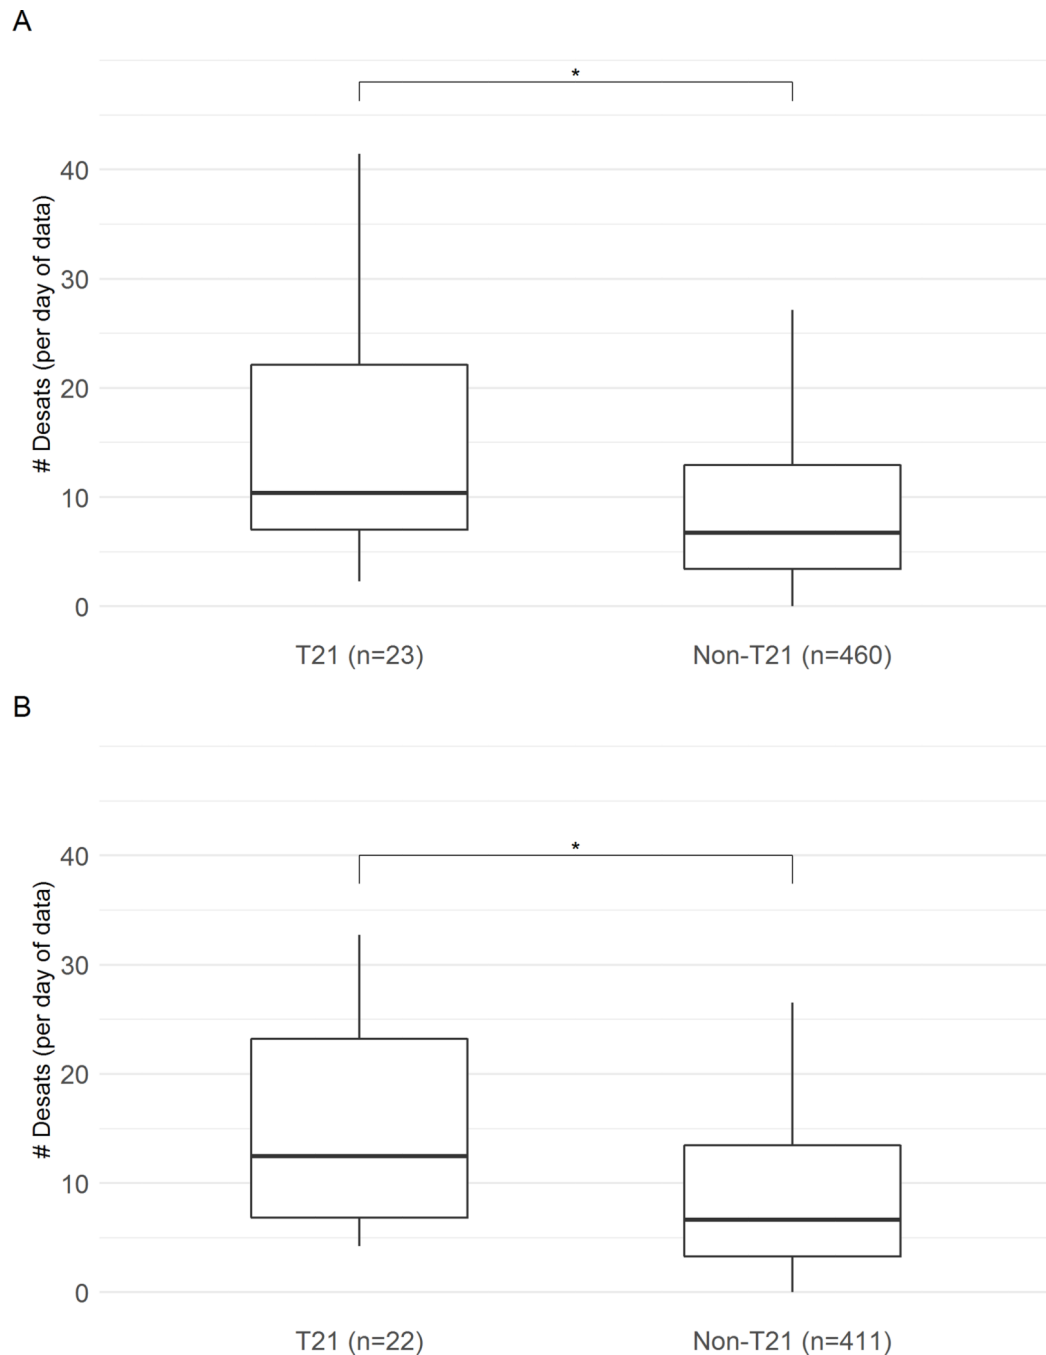 A
*
40
30
20
10
0
# Desats (per day of data)
T21 (n=23)
Non-T21 (n=460)
B
*
40
30
20
10
0
# Desats (per day of data)
T21 (n=22)
Non-T21 (n=411)